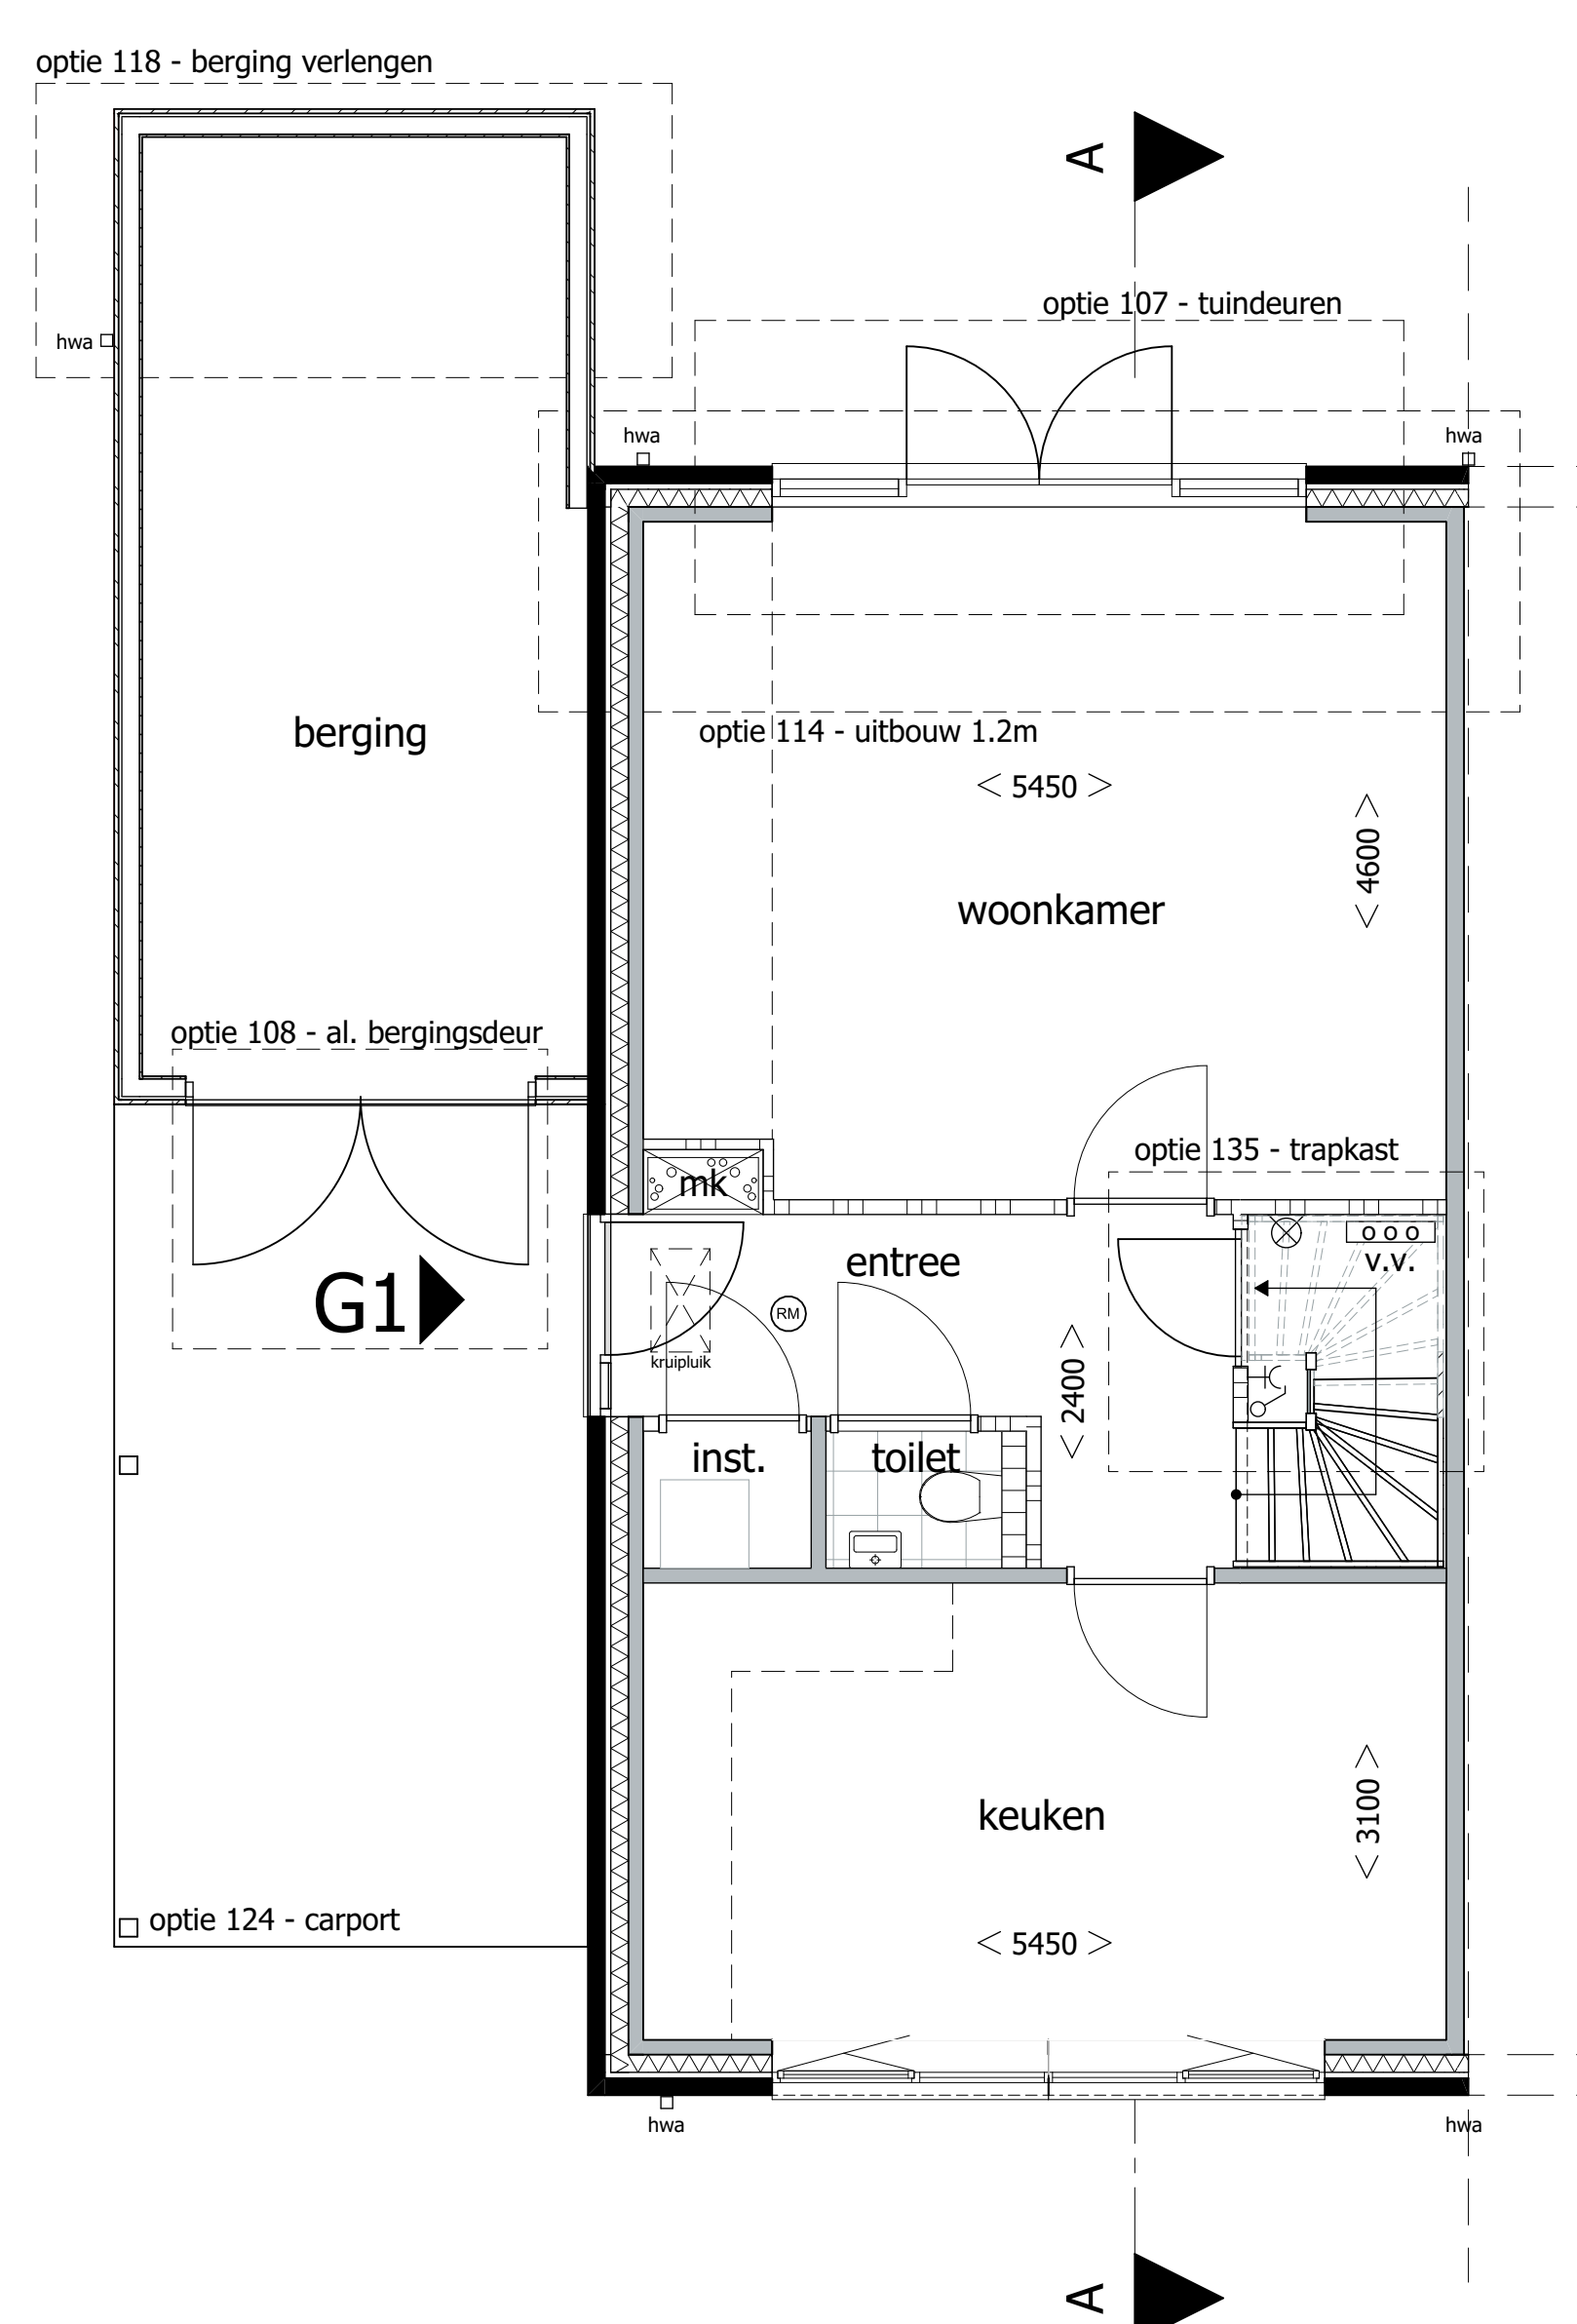 optie 118 - berging verlengen
A
optie 107 - tuindeuren
hwa
hwa
hwa
berging
optie 114 - uitbouw 1.2m
5450
4600
woonkamer
optie 108 - al. bergingsdeur
optie 135 - trapkast
mk
ooo
v.v.
entree
G1
RM
kruipluik
2400
inst.
toilet
keuken
3100
optie 124 - carport
5450
hwa
hwa
A